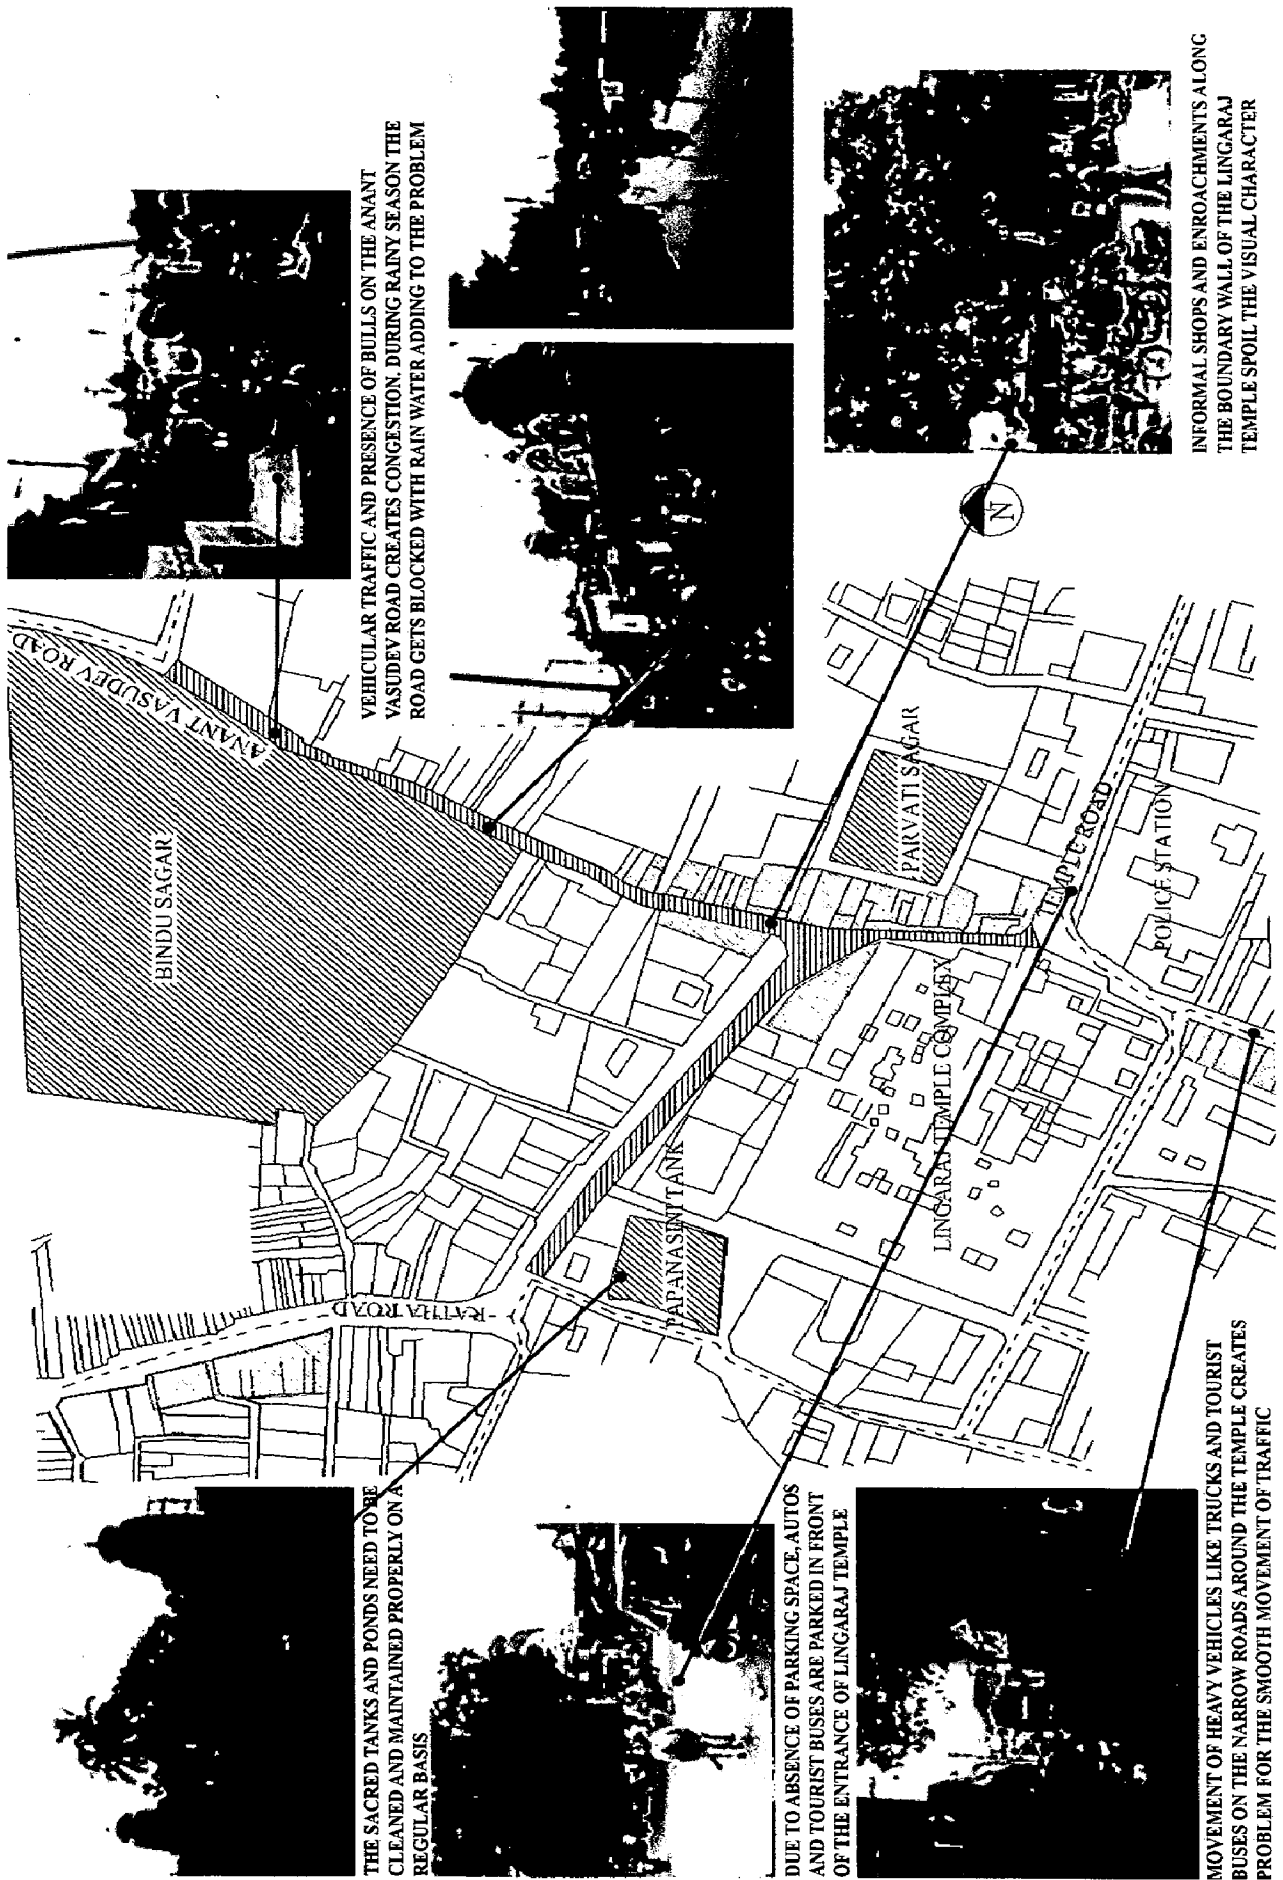 THE SACRED TANKS AND PONDS NEED TO BE
CLEANED AND MAINTAINED PROPERLY ON A
REGULAR BASIS
DUE TO ABSENCE OF PARKING SPACE, AUTOS
AND TOURIST BUSES ARE PARKED IN FRONT
OF THE ENTRANCE OF LINGARAJ TEMPLE
MOVEMENT OF HEAVY VEHICLES LIKE TRUCKS AND TOURIST
BUSES ON THE NARROW ROADS AROUND THE TEMPLE CREATES
PROBLEM FOR THE SMOOTH MOVEMENT OF TRAFFIC
RATHA ROAD
BINDU SAGAR
ANANT VASUDEV ROAD
PAPANASINI TANK
LINGARAJ TEMPLE COMPLEX
PARVATI SAGAR
TEMPLE ROAD
POLICE STATION
VEHICULAR TRAFFIC AND PRESENCE OF BULLS ON THE ANANT
VASUDEV ROAD CREATES CONGESTION. DURING RAINY SEASON THE
ROAD GETS BLOCKED WITH RAIN WATER ADDING TO THE PROBLEM
N
INFORMAL SHOPS AND ENROACHMENTS ALONG
THE BOUNDARY WALL OF THE LINGARAJ
TEMPLE SPOIL THE VISUAL CHARACTER